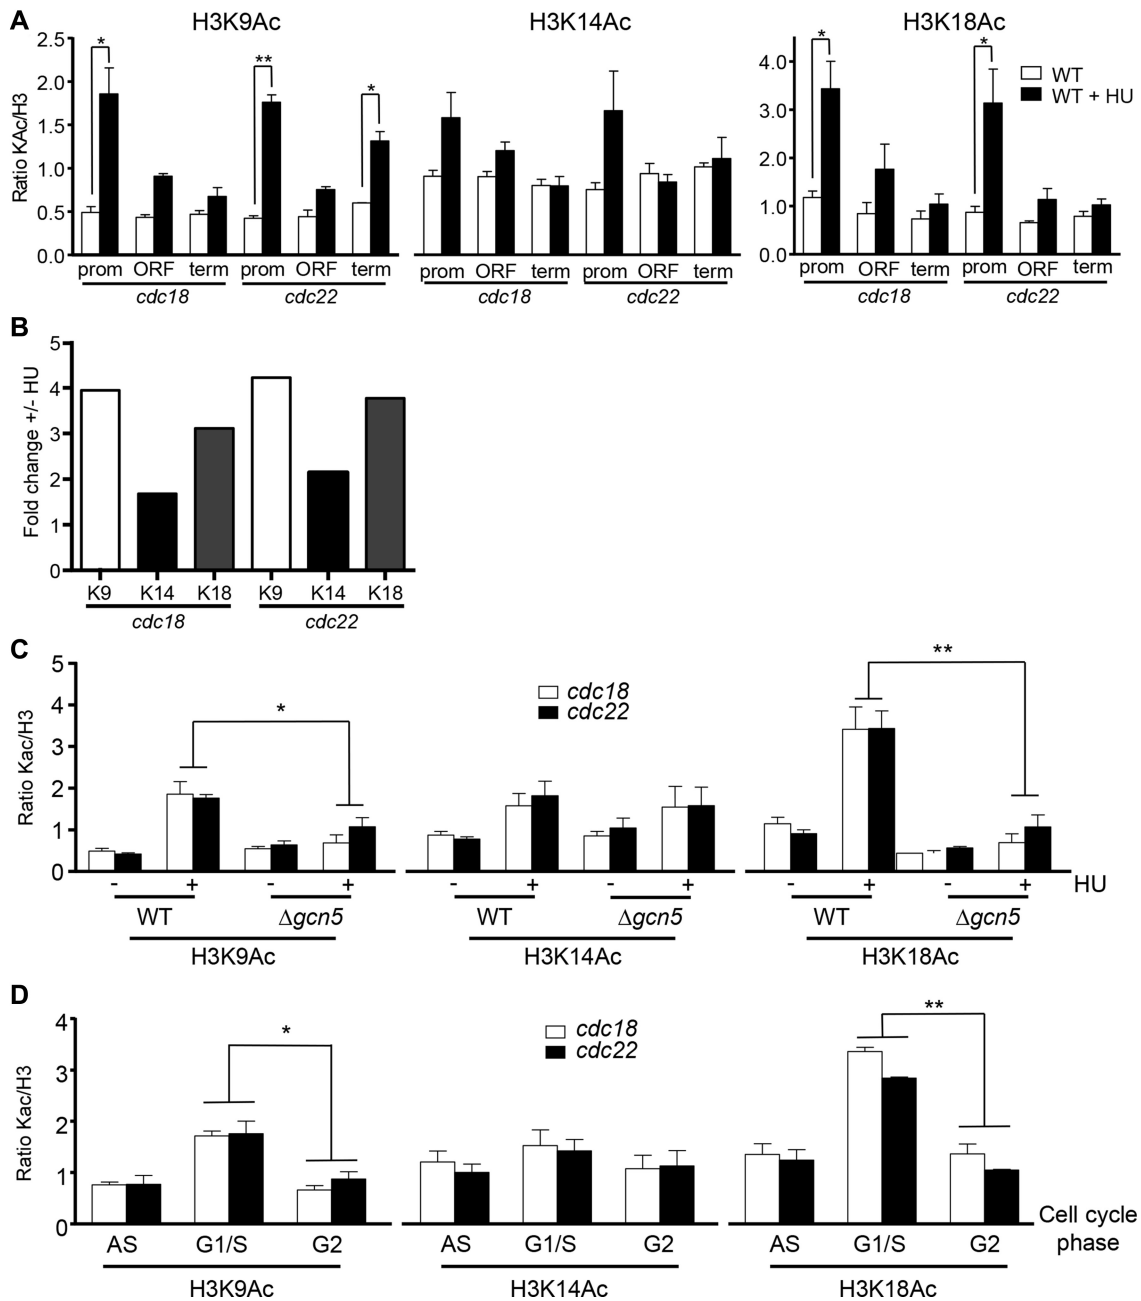 A
H3K9Ac
H3K14Ac
H3K18Ac
Ratio KAc/H3
2.5
2.0
1.5
1.0
0.5
0.0
4.0
3.0
2.0
1.0
0.0
* ** * * *
WT
WT + HU
prom ORF term prom ORF term prom ORF term prom ORF term prom ORF term prom ORF term
cdc18 cdc22 cdc18 cdc22 cdc18 cdc22
B
Fold change +/- HU
5
4
3
2
1
0
K9 K14 K18 K9 K14 K18
cdc18 cdc22
C
Ratio Kac/H3
5
4
3
2
1
0
* **
cdc18
cdc22
- + - + - + - + - + - + HU
WT Δgcn5 WT Δgcn5 WT Δgcn5
H3K9Ac H3K14Ac H3K18Ac
D
Ratio Kac/H3
4
3
2
1
0
* **
cdc18
cdc22
AS G1/S G2 AS G1/S G2 AS G1/S G2
Cell cycle
phase
H3K9Ac H3K14Ac H3K18Ac